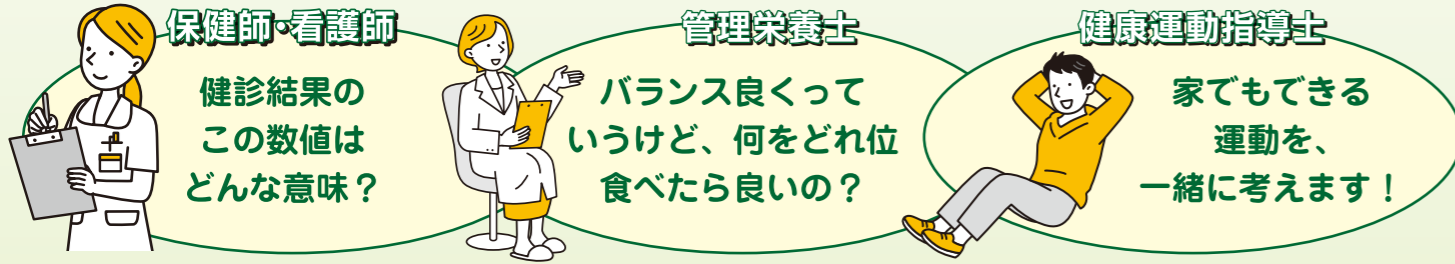 保健師・看護師
健診結果の
この数値は
どんな意味？
管理栄養士
バランス良くって
いうけど、何をどれ位
食べたら良いの？
健康運動指導士
家でもできる
運動を、
一緒に考えます！